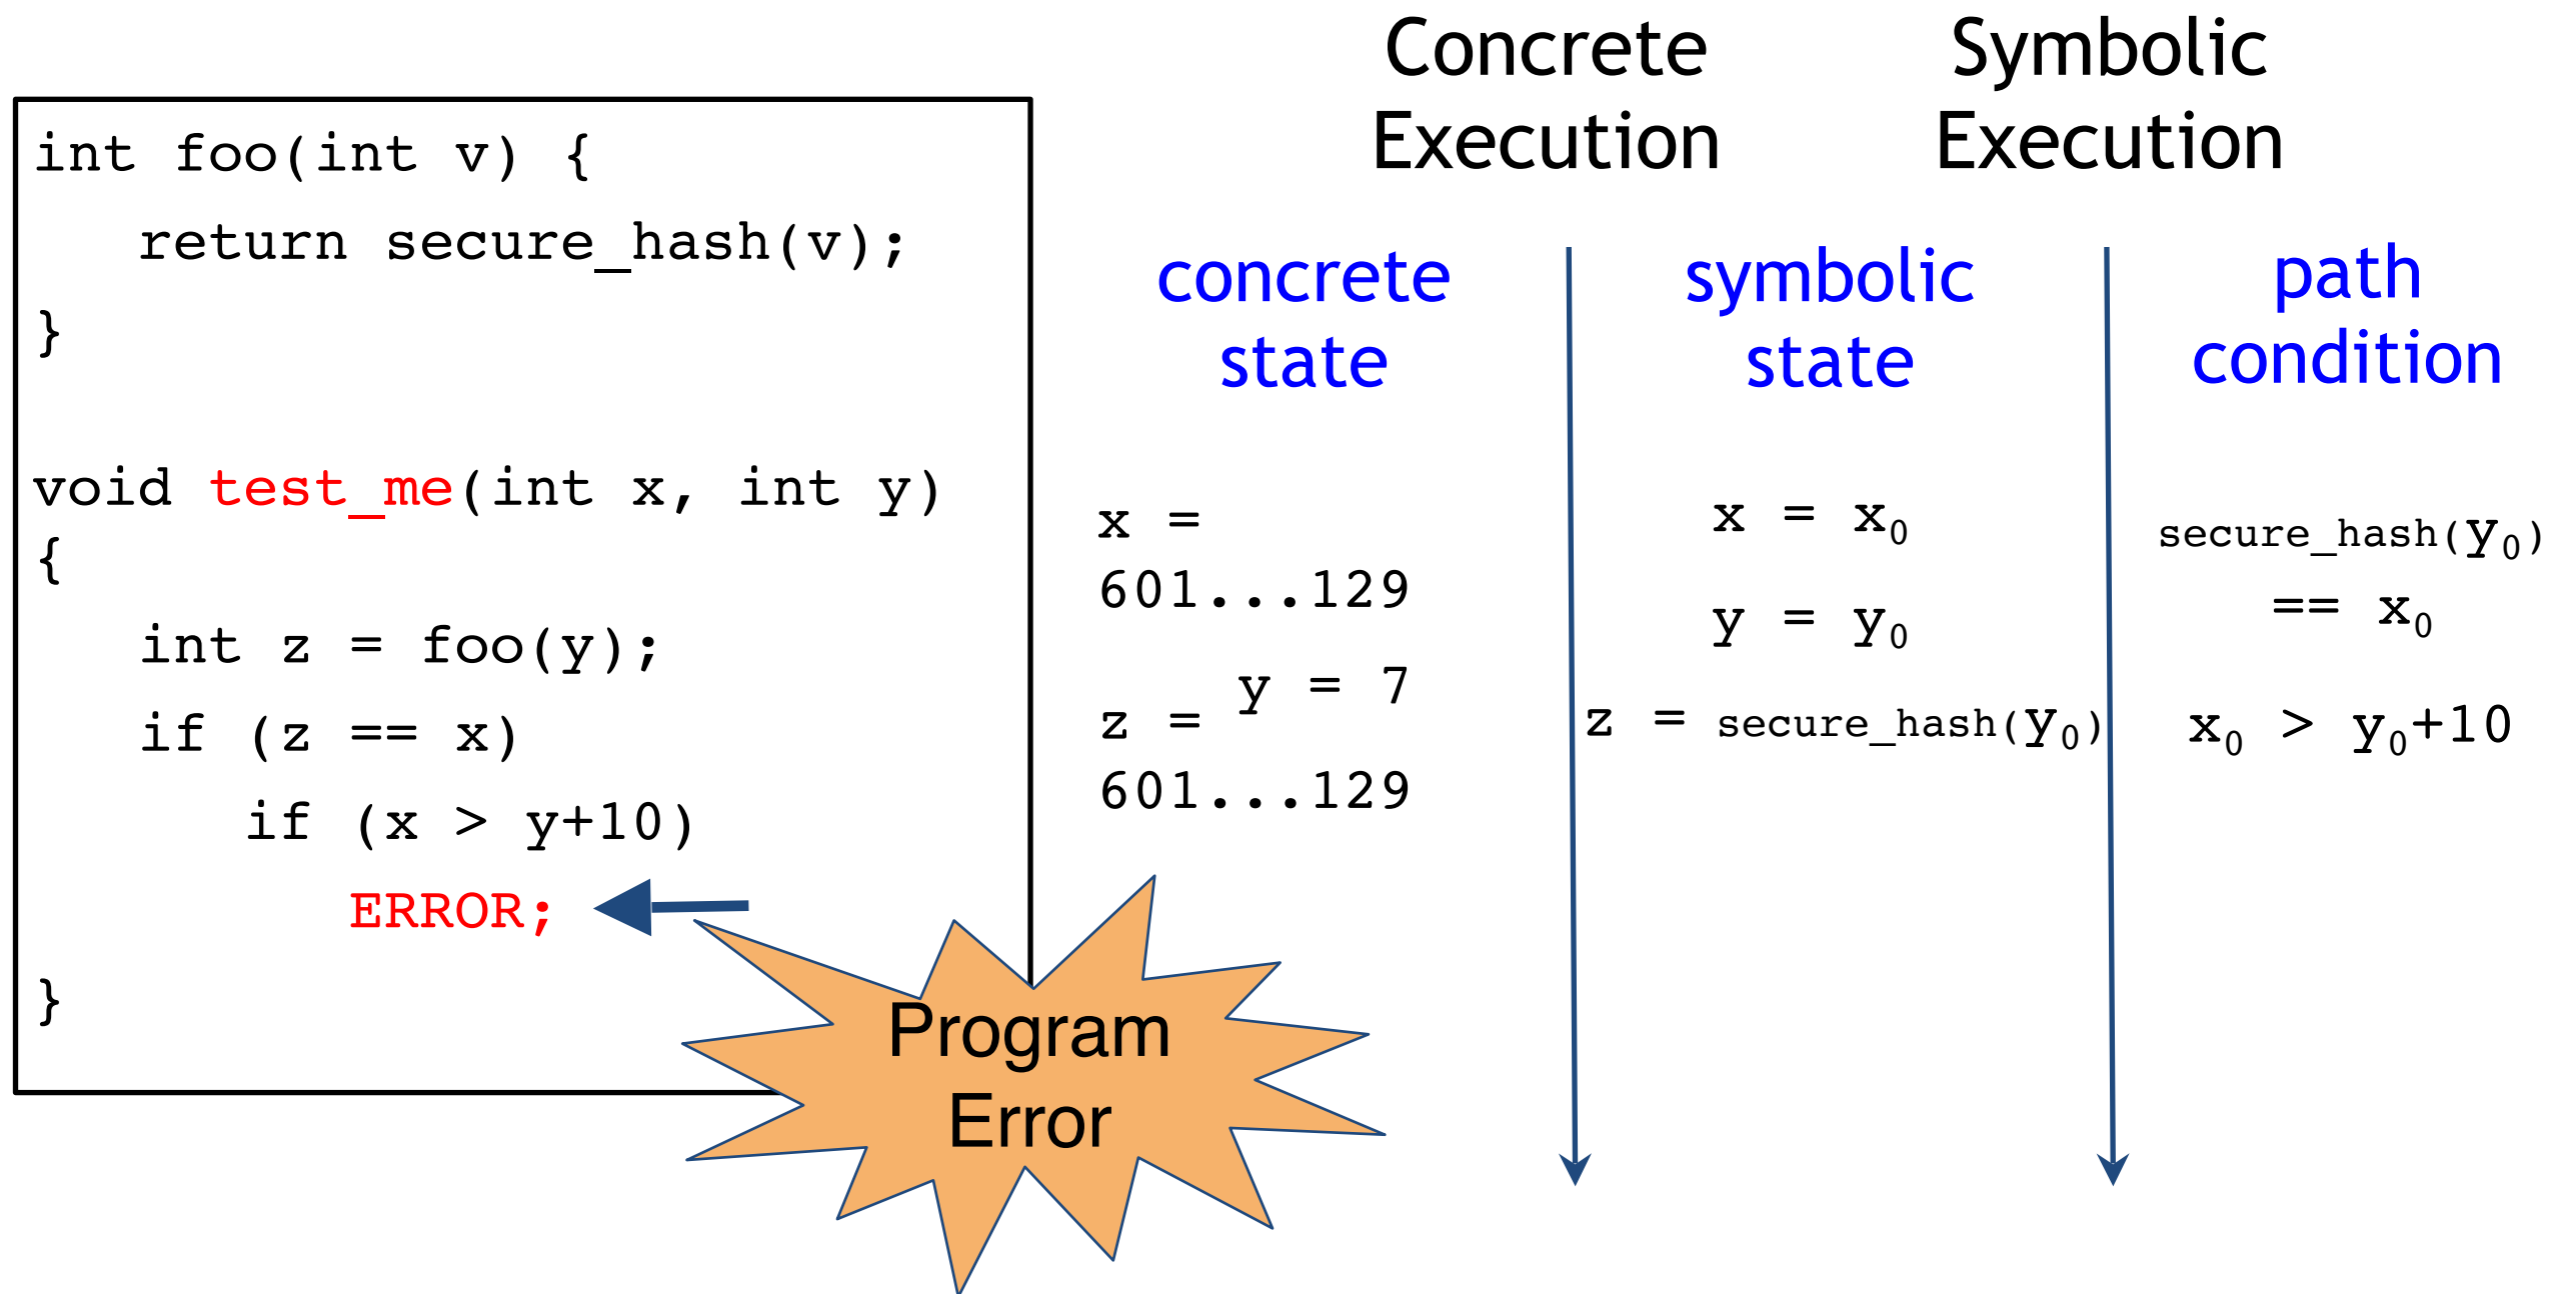 Concrete
Execution
Symbolic
Execution
int foo(int v) {
return secure_hash(v);
}
void test_me(int x, int y)
{
int z = foo(y);
if (z == x)
if (x > y+10)
ERROR;
}
Program
Error
concrete
state
x =
601...129
y = 7
z =
601...129
symbolic
state
x = x₀
y = y₀
z = secure_hash(y₀)
path
condition
secure_hash(y₀)
== x₀
x₀ > y₀+10